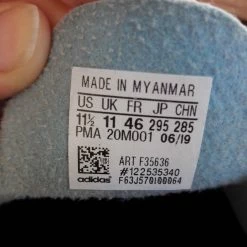 MADE IN MYANMAR
US UK FR JP CHN
11½ 11 46 295 285
PMA 20M001 06/19
ART F35636
#122535340
adidas F63J570100064